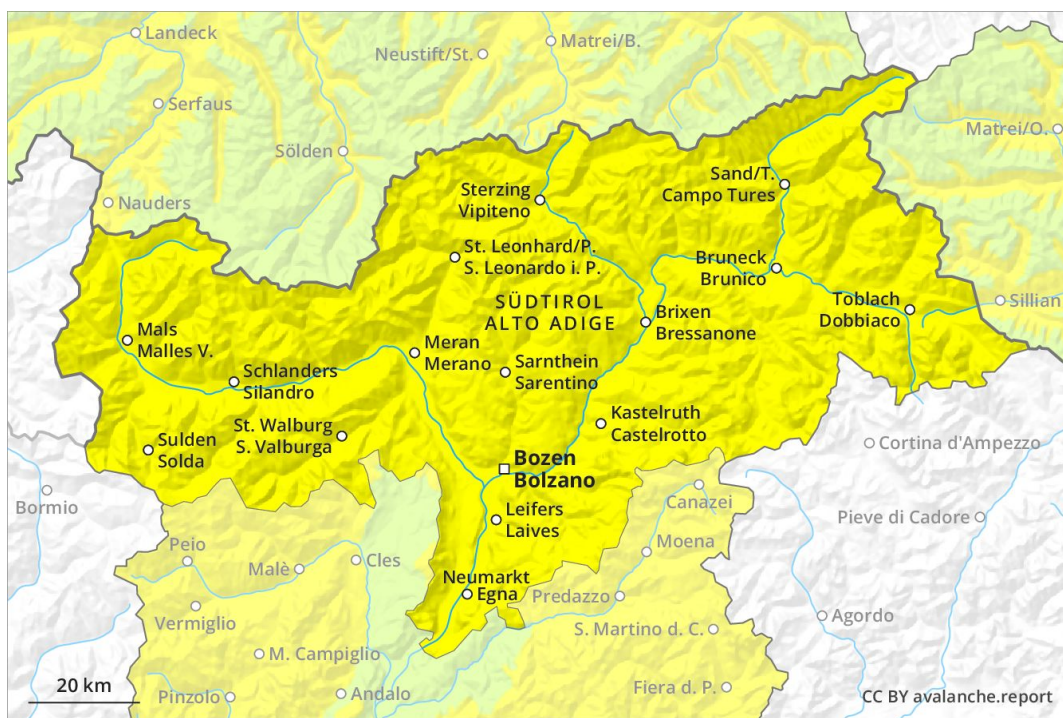 Landeck
Neustift/St.
Matrei/B.
Serfaus
Matrei/O.
Sölden
Nauders
Sterzing
Vipiteno
Sand/T.
Campo Tures
St. Leonhard/P.
S. Leonardo i. P.
Bruneck
Brunico
SÜDTIROL
ALTO ADIGE
Toblach
Dobbiaco
Sillian
Brixen
Bressanone
Mals
Malles V.
Meran
Merano
Sarnthein
Sarentino
Schlanders
Silandro
Kastelruth
Castelrotto
St. Walburg
S. Valburga
Sulden
Solda
Cortina d'Ampezzo
Bozen
Bolzano
Bormio
Canazei
Leifers
Laives
Pieve di Cadore
Peio
Moena
Cles
Malè
Neumarkt
Egna
Predazzo
Vermiglio
Agordo
S. Martino d. C.
M. Campiglio
20 km
Pinzolo
Andalo
Fiera d. P.
CC BY avalanche.report